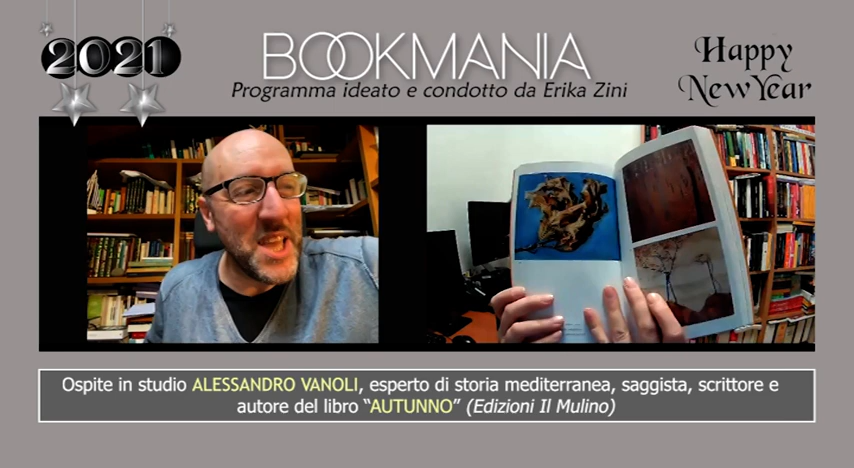 2021
BOOKMANIA
Programma ideato e condotto da Erika Zini
Happy
New Year
Ospite in studio ALESSANDRO VANOLI, esperto di storia mediterranea, saggista, scrittore e
autore del libro “AUTUNNO” (Edizioni Il Mulino)